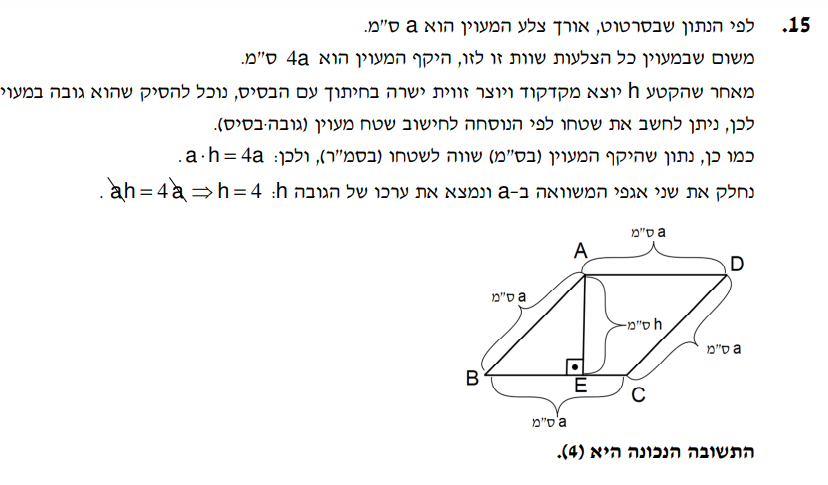 15. לפי הנתון שבסרטוט, אורך צלע המעוין הוא a ס"מ.
משום שבמעוין כל הצלעות שוות זו לזו, היקף המעוין הוא 4a ס"מ.
מאחר שהקטע h יוצא מקדקוד ויוצר זווית ישרה בחיתוך עם הבסיס, נוכל להסיק שהוא גובה במעוי
לכן, ניתן לחשב את שטחו לפי הנוסחה לחישוב שטח מעוין (גובה·בסיס).
כמו כן, נתון שהיקף המעוין (בס"מ) שווה לשטחו (בסמ"ר), ולכן: a·h = 4a .
נחלק את שני אגפי המשוואה ב-a ונמצא את ערכו של הגובה h: ah = 4a ⇒ h = 4 .
a ס"מ
A
D
a ס"מ
h ס"מ
a ס"מ
B
E
C
a ס"מ
התשובה הנכונה היא (4).